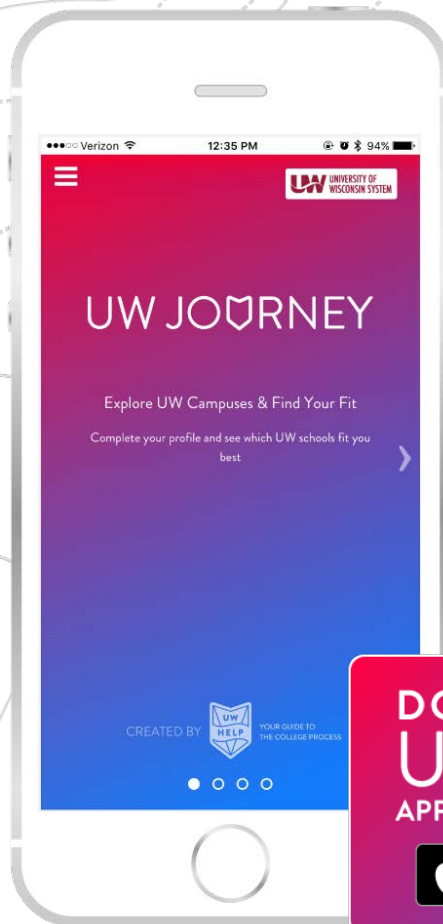 Verizon 12:35 PM 94%
UW UNIVERSITY OF
WISCONSIN SYSTEM
UW JOURNEY
Explore UW Campuses & Find Your Fit
Complete your profile and see which UW schools fit you
best
CREATED BY
UW
HELP
YOUR GUIDE TO
THE COLLEGE PROCESS